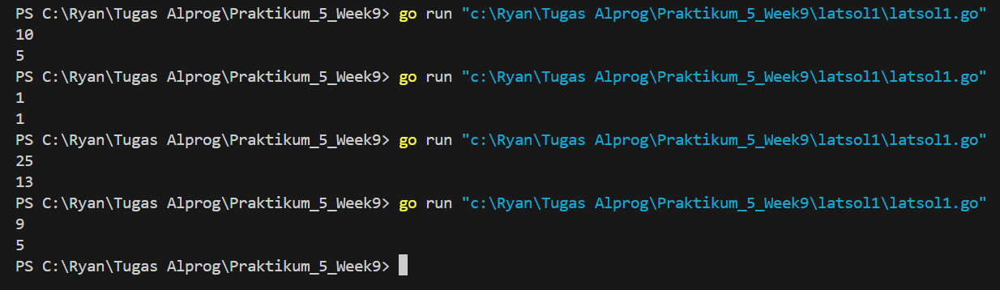 PS C:\Ryan\Tugas Alprog\Praktikum_5_Week9> go run "c:\Ryan\Tugas Alprog\Praktikum_5_Week9\latsol1\latsol1.go"
10
5
PS C:\Ryan\Tugas Alprog\Praktikum_5_Week9> go run "c:\Ryan\Tugas Alprog\Praktikum_5_Week9\latsol1\latsol1.go"
1
1
PS C:\Ryan\Tugas Alprog\Praktikum_5_Week9> go run "c:\Ryan\Tugas Alprog\Praktikum_5_Week9\latsol1\latsol1.go"
25
13
PS C:\Ryan\Tugas Alprog\Praktikum_5_Week9> go run "c:\Ryan\Tugas Alprog\Praktikum_5_Week9\latsol1\latsol1.go"
9
5
PS C:\Ryan\Tugas Alprog\Praktikum_5_Week9>